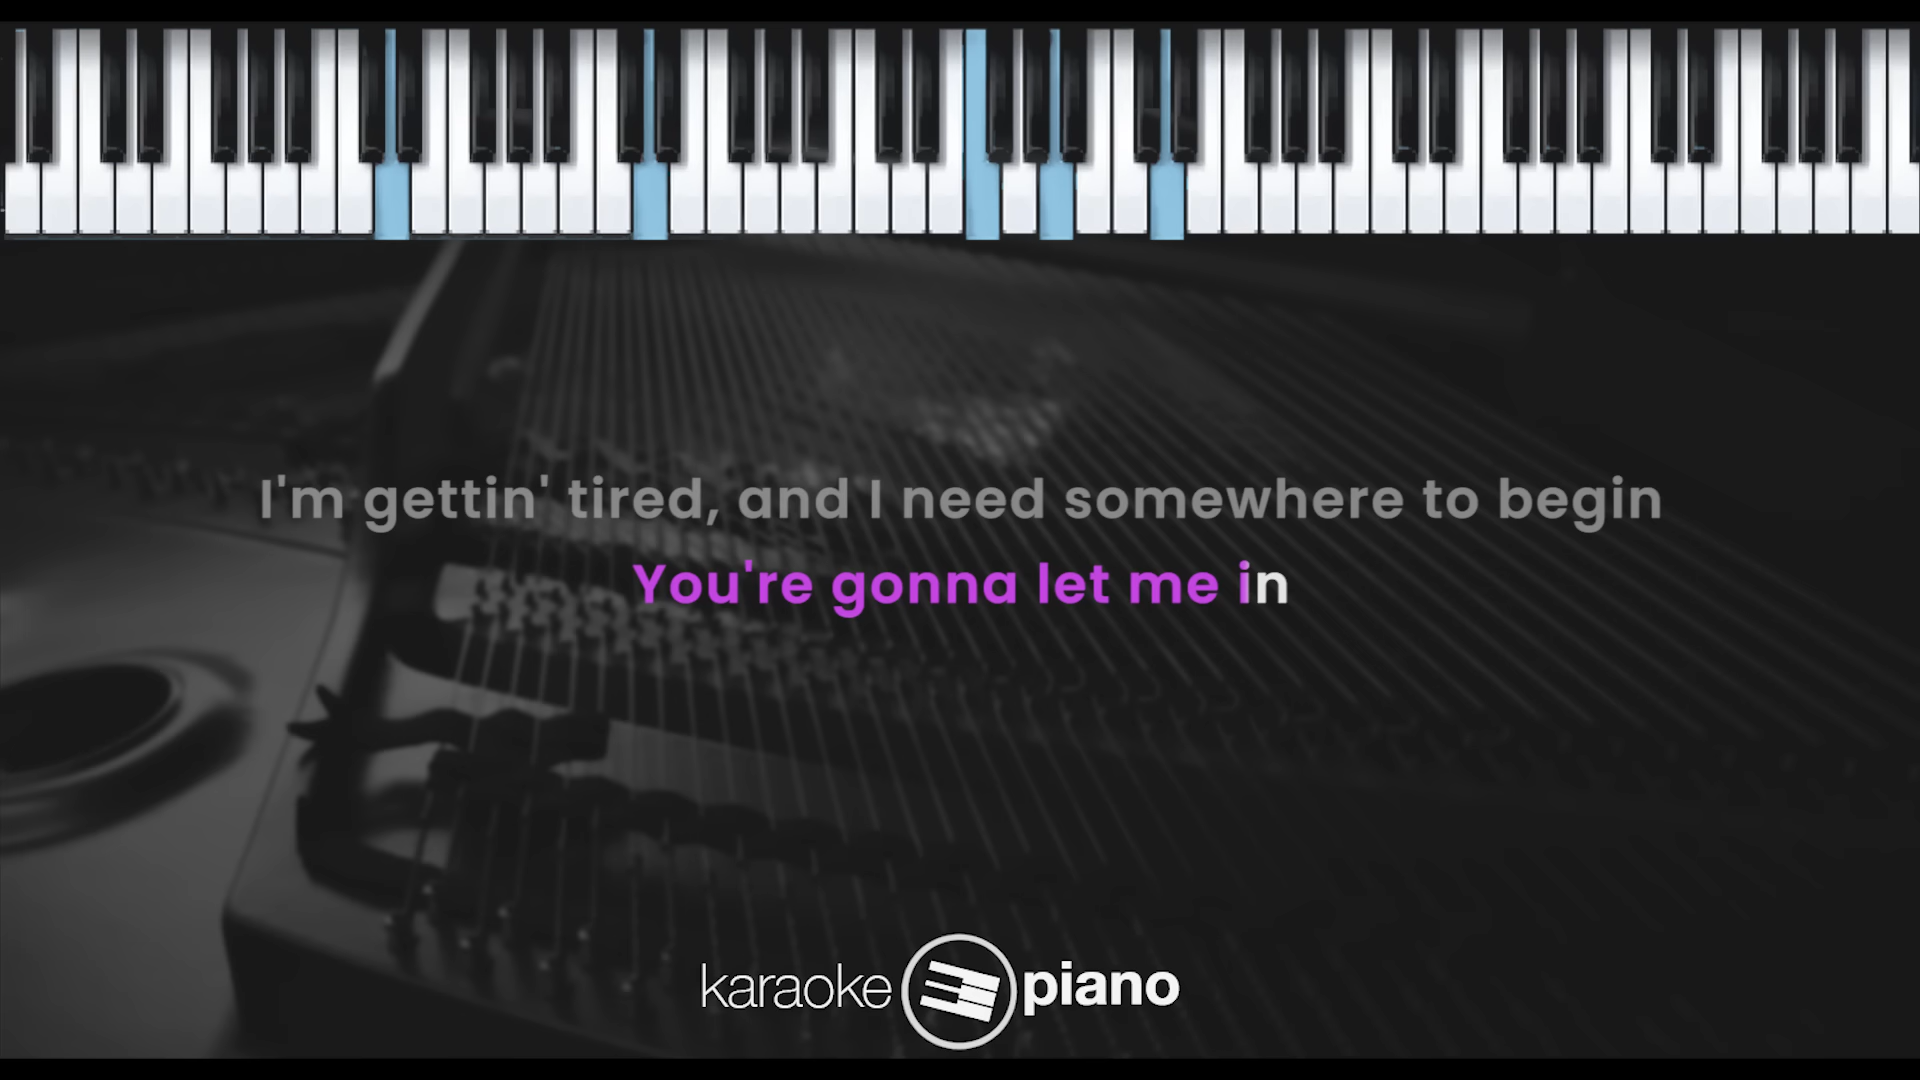 I'm gettin' tired, and I need somewhere to begin
You're gonna let me in
karaoke piano